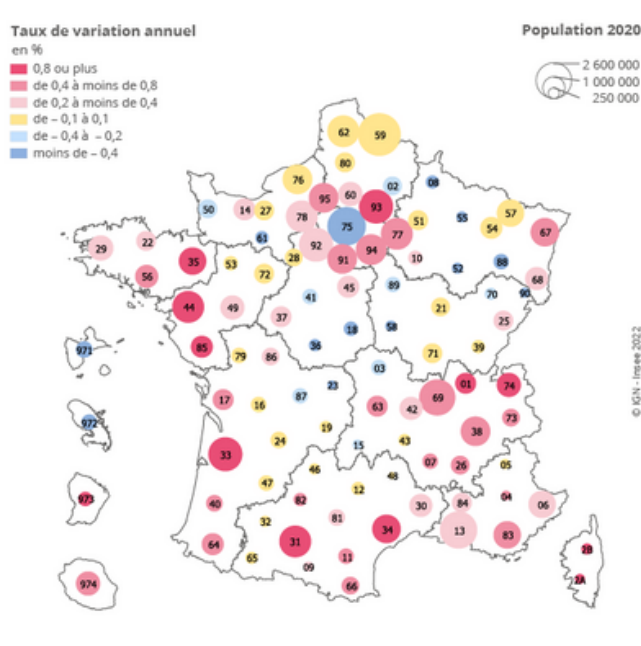 Taux de variation annuel
en %
0,8 ou plus
de 0,4 à moins de 0,8
de 0,2 à moins de 0,4
de – 0,1 à 0,1
de – 0,4 à – 0,2
moins de – 0,4
Population 2020
2 600 000
1 000 000
250 000
62 59
80
76 95 60 02 08
50 14 27 78 93 51 55 57
61 75 77 54 67
29 22 35 53 28 92 91 94 10 52 88
56 72 45 89 68
44 49 37 41 21 70 90
25
85 79 86 36 18 58 71 39
971
03
17 16 87 23 63 42 69 01 74
73
972 33 24 19 15 43 38
47 46 48 07 26 05
973 40 32 82 12 81 30 84 04 06
64 65 31 34 13 83
09 11
974 66
2B
2A
© IGN - Insee 2022